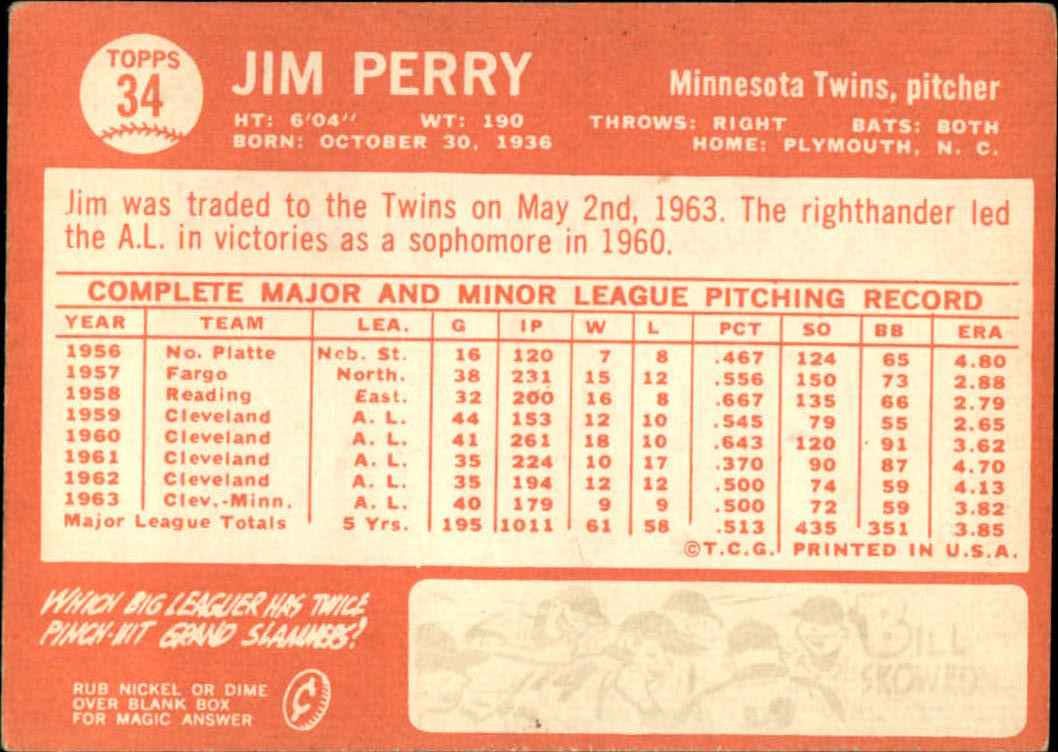 TOPPS
34
JIM PERRY
Minnesota Twins, pitcher
HT: 6'04" WT: 190 THROWS: RIGHT BATS: BOTH
BORN: OCTOBER 30, 1936 HOME: PLYMOUTH, N. C.
Jim was traded to the Twins on May 2nd, 1963. The righthander led
the A.L. in victories as a sophomore in 1960.
COMPLETE MAJOR AND MINOR LEAGUE PITCHING RECORD
YEAR TEAM LEA. G IP W L PCT SO BB ERA
1956 No. Platte Neb. St. 16 120 7 8 .467 124 65 4.80
1957 Fargo North. 38 231 15 12 .556 150 73 2.88
1958 Reading East. 32 200 16 8 .667 135 66 2.79
1959 Cleveland A. L. 44 153 12 10 .545 79 55 2.65
1960 Cleveland A. L. 41 261 18 10 .643 120 91 3.62
1961 Cleveland A. L. 35 224 10 17 .370 90 87 4.70
1962 Cleveland A. L. 35 194 12 12 .500 74 59 4.13
1963 Clev.-Minn. A. L. 40 179 9 9 .500 72 59 3.82
Major League Totals 5 Yrs. 195 1011 61 58 .513 435 351 3.85
©T.C.G. PRINTED IN U.S.A.
WHICH BIG LEAGUER HAS TWICE
PINCH-HIT GRAND SLAMMERS?
RUB NICKEL OR DIME
OVER BLANK BOX
FOR MAGIC ANSWER
¢
BILL
SKOWRON